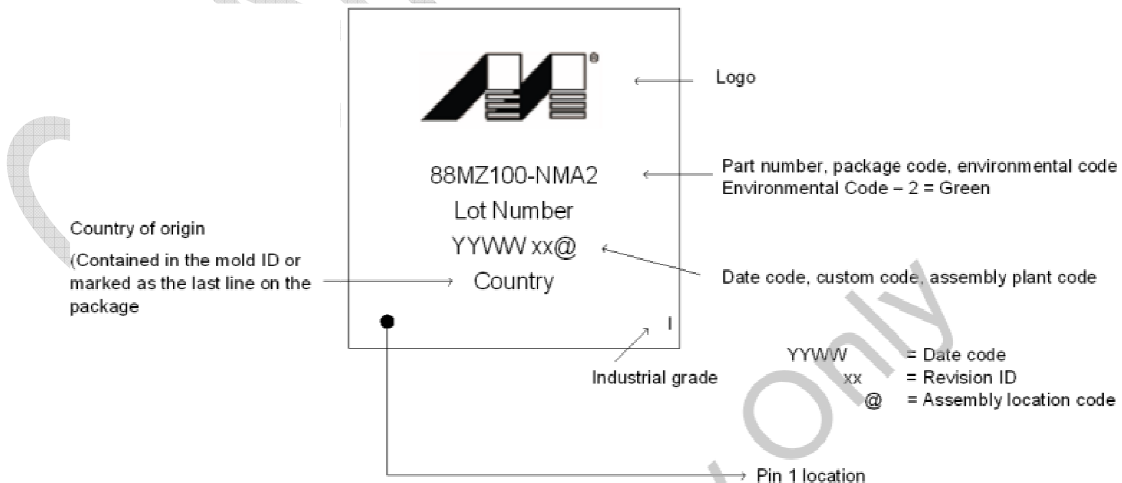 ®
Logo
88MZ100-NMA2
Part number, package code, environmental code
Environmental Code – 2 = Green
Lot Number
Country of origin
(Contained in the mold ID or
marked as the last line on the
package
YYWW xx@
Date code, custom code, assembly plant code
Country
I
Industrial grade
YYWW = Date code
xx = Revision ID
@ = Assembly location code
Pin 1 location
Only